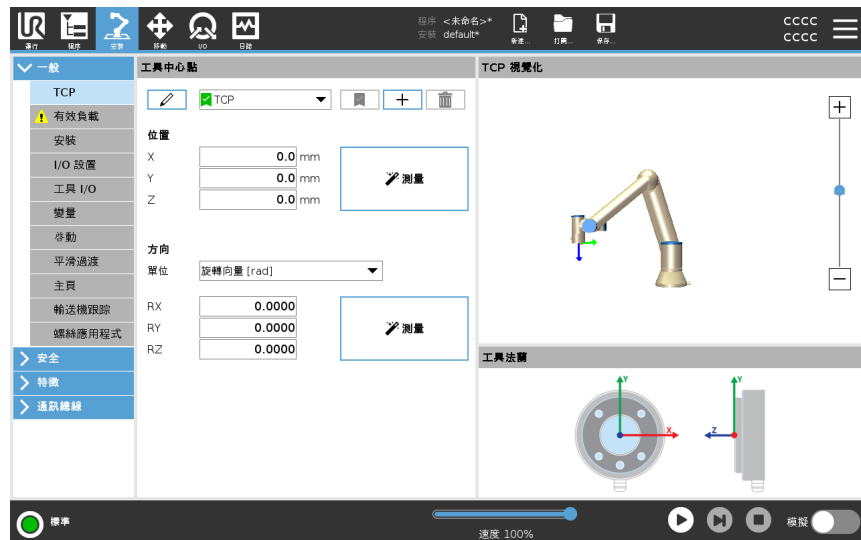 程序 <未命名>*
安裝 default*
CCCC
CCCC
運行
程序
安裝
移動
I/O
日誌
新建...
打開...
保存...
一般
TCP
有效負載
安裝
I/O 設置
工具 I/O
變量
啓動
平滑過渡
主頁
輸送機跟踪
螺絲應用程式
安全
特徵
通訊總線
工具中心點
TCP
位置
X 0.0 mm
Y 0.0 mm
Z 0.0 mm
測量
方向
單位 旋轉向量 [rad]
RX 0.0000
RY 0.0000
RZ 0.0000
測量
TCP 視覺化
工具法蘭
Y
X
Y
Z
標準
速度 100%
模擬